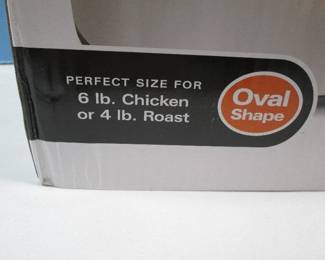 PERFECT SIZE FOR
6 lb. Chicken
or 4 lb. Roast
Oval
Shape